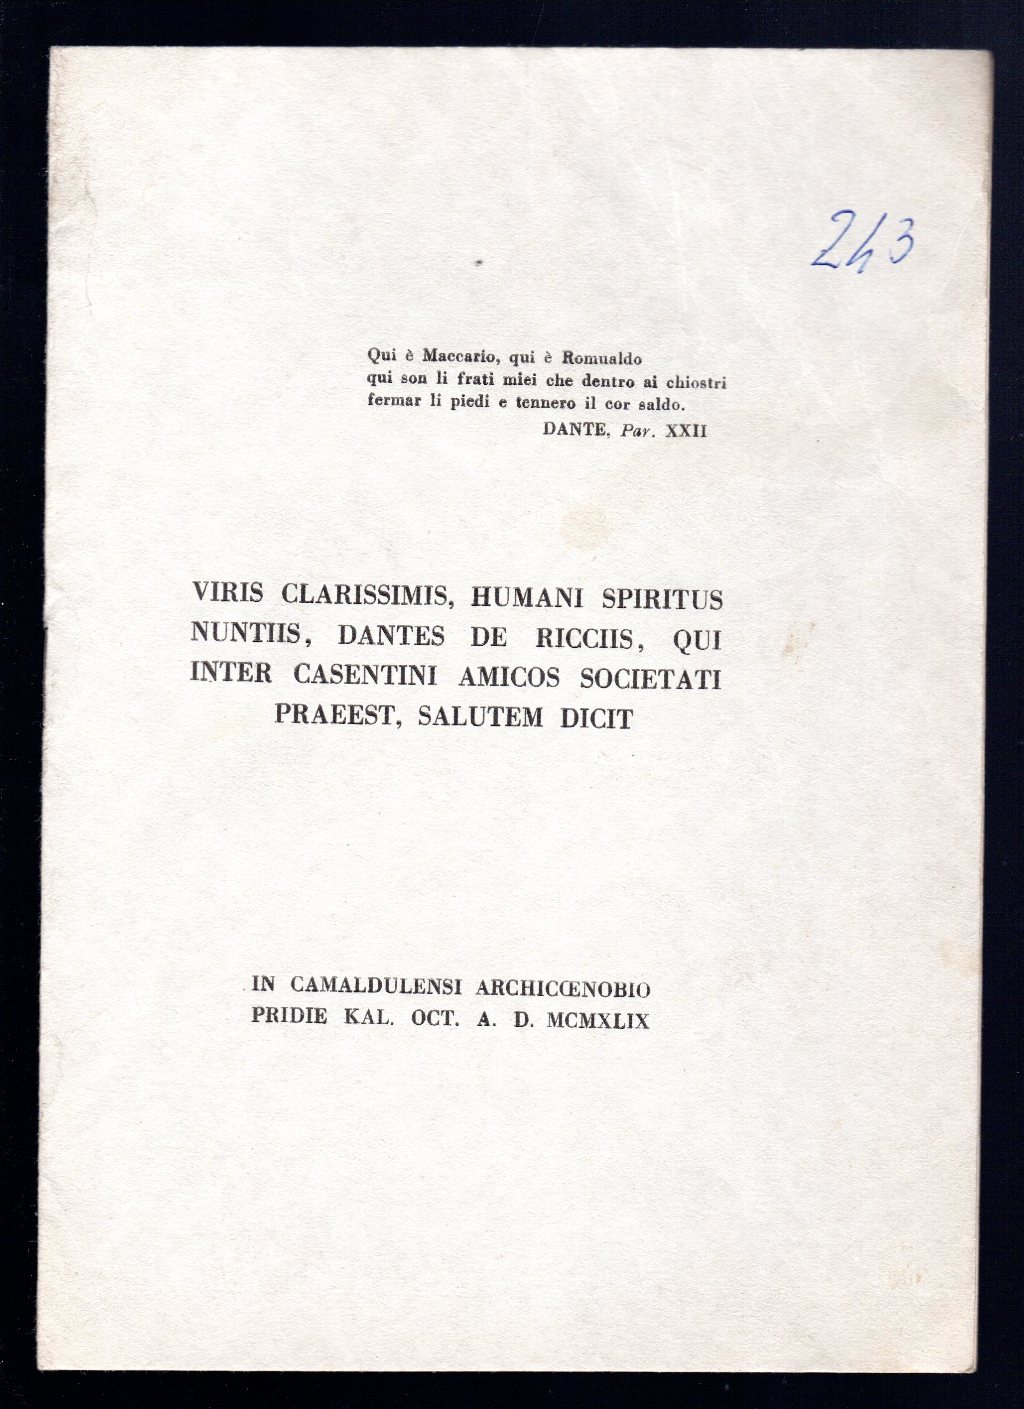 243
Qui è Maccario, qui è Romualdo
qui son li frati miei che dentro ai chiostri
fermar li piedi e tennero il cor saldo.
DANTE, Par. XXII
VIRIS CLARISSIMIS, HUMANI SPIRITUS
NUNTIIS, DANTES DE RICCIIS, QUI
INTER CASENTINI AMICOS SOCIETATI
PRAEEST, SALUTEM DICIT
IN CAMALDULENSI ARCHICŒNOBIO
PRIDIE KAL. OCT. A. D. MCMXLIX